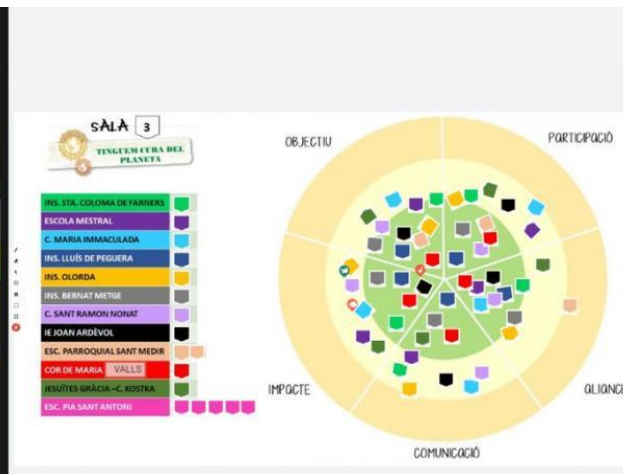 SALA 3
TINGUEM CURA DEL
PLANETA
INS. STA. COLOMA DE FARNERS
ESCOLA MESTRAL
C. MARIA IMMACULADA
INS. LLUÍS DE PEGUERA
INS. OLORDA
INS. BERNAT METGE
C. SANT RAMON NONAT
IE JOAN ARDÈVOL
ESC. PARROQUIAL SANT MEDIR
COR DE MARIA VALLS
JESUÏTES GRÀCIA –C. KOSTKA
ESC. PIA SANT ANTONI
OBJECTIU
PARTICIPACIÓ
IMPACTE
ALIANCE
COMUNICACIÓ